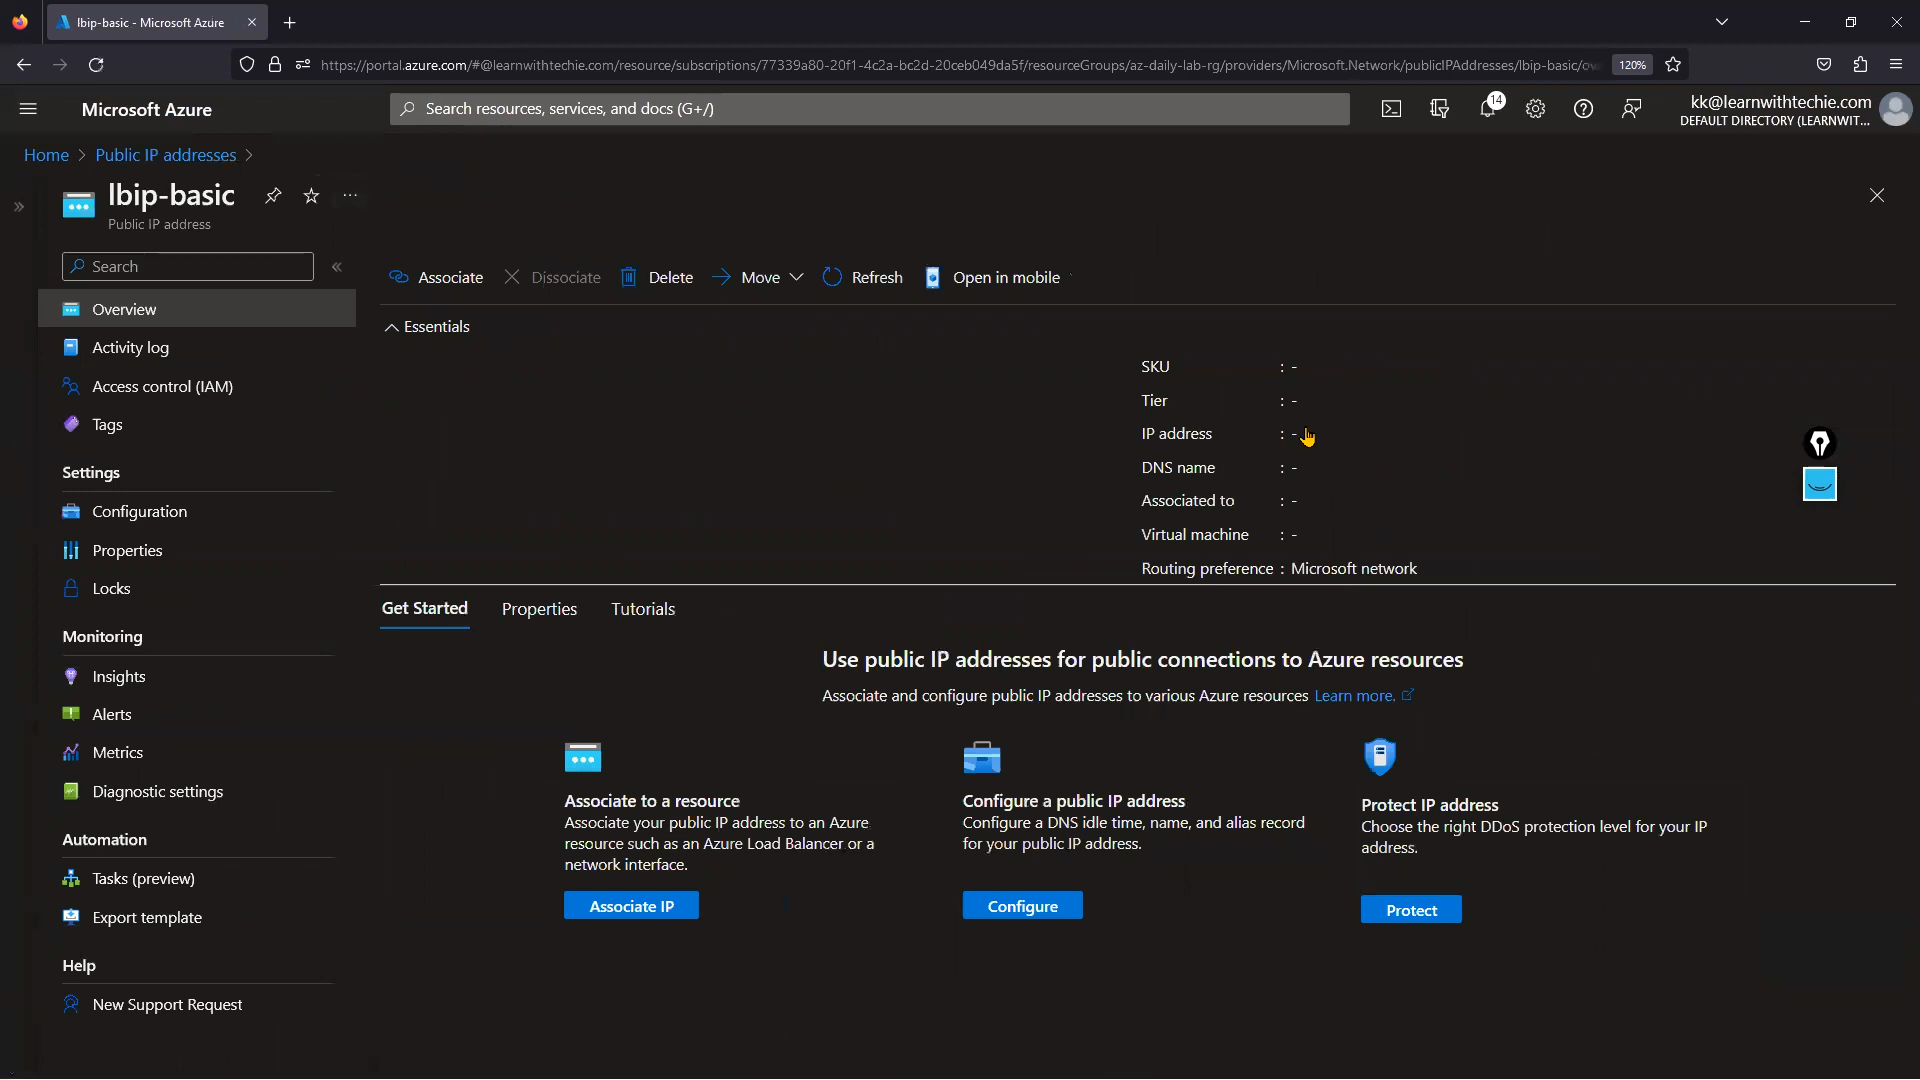 lbip-basic - Microsoft Azure
https://portal.azure.com/#@learnwithtechie.com/resource/subscriptions/77339a80-20f1-4c2a-bc2d-20ceb049da5f/resourceGroups/az-daily-lab-rg/providers/Microsoft.Network/publicIPAddresses/lbip-basic/ov
120%
Microsoft Azure
Search resources, services, and docs (G+/)
14
kk@learnwithtechie.com
DEFAULT DIRECTORY (LEARNWIT...
Home > Public IP addresses >
lbip-basic
Public IP address
Search
Overview
Activity log
Access control (IAM)
Tags
Settings
Configuration
Properties
Locks
Monitoring
Insights
Alerts
Metrics
Diagnostic settings
Automation
Tasks (preview)
Export template
Help
New Support Request
Associate Dissociate Delete Move Refresh Open in mobile
Essentials
SKU : -
Tier : -
IP address : -
DNS name : -
Associated to : -
Virtual machine : -
Routing preference : Microsoft network
Get Started Properties Tutorials
Use public IP addresses for public connections to Azure resources
Associate and configure public IP addresses to various Azure resources Learn more.
Associate to a resource
Associate your public IP address to an Azure
resource such as an Azure Load Balancer or a
network interface.
Associate IP
Configure a public IP address
Configure a DNS idle time, name, and alias record
for your public IP address.
Configure
Protect IP address
Choose the right DDoS protection level for your IP
address.
Protect